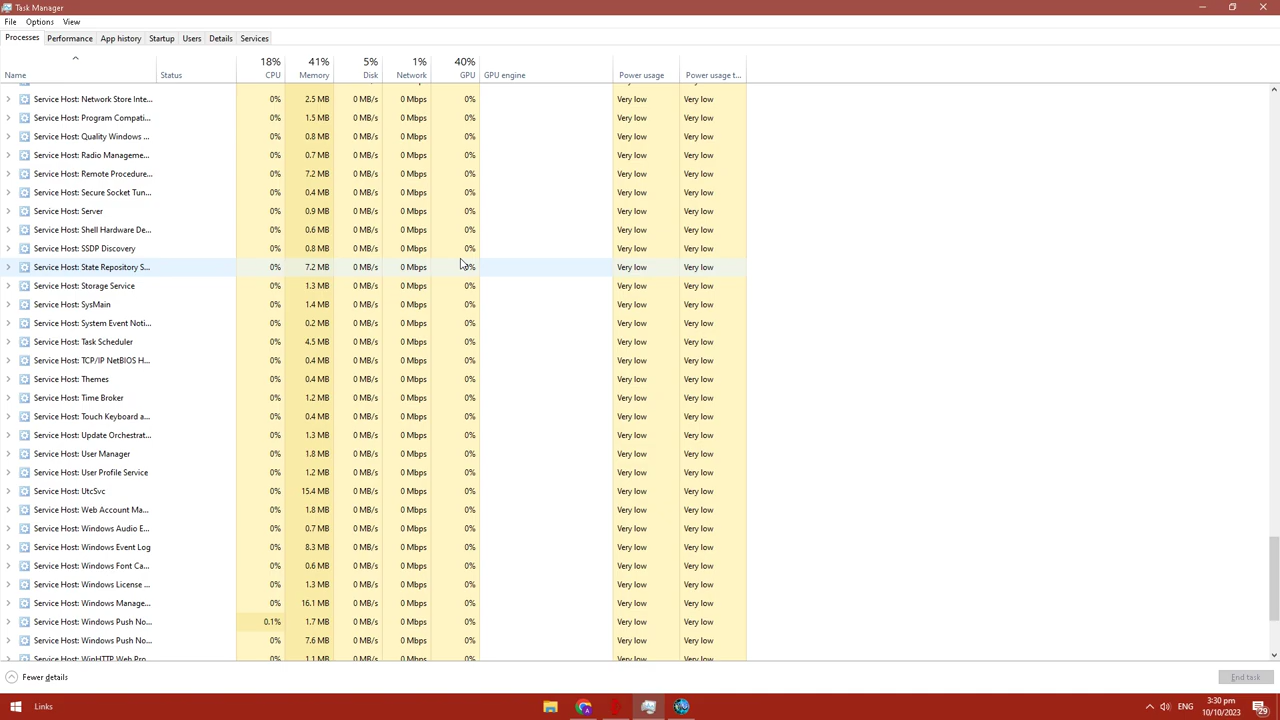 Task Manager
File Options View
Processes Performance App history Startup Users Details Services
18% 41% 5% 1% 40%
Name Status CPU Memory Disk Network GPU GPU engine Power usage Power usage t...
Service Host: Network Store Inte... 0% 2.5 MB 0 MB/s 0 Mbps 0% Very low Very low
Service Host: Program Compati... 0% 1.5 MB 0 MB/s 0 Mbps 0% Very low Very low
Service Host: Quality Windows ... 0% 0.8 MB 0 MB/s 0 Mbps 0% Very low Very low
Service Host: Radio Manageme... 0% 0.7 MB 0 MB/s 0 Mbps 0% Very low Very low
Service Host: Remote Procedure... 0% 7.2 MB 0 MB/s 0 Mbps 0% Very low Very low
Service Host: Secure Socket Tun... 0% 0.4 MB 0 MB/s 0 Mbps 0% Very low Very low
Service Host: Server 0% 0.9 MB 0 MB/s 0 Mbps 0% Very low Very low
Service Host: Shell Hardware De... 0% 0.6 MB 0 MB/s 0 Mbps 0% Very low Very low
Service Host: SSDP Discovery 0% 0.8 MB 0 MB/s 0 Mbps 0% Very low Very low
Service Host: State Repository S... 0% 7.2 MB 0 MB/s 0 Mbps 0% Very low Very low
Service Host: Storage Service 0% 1.3 MB 0 MB/s 0 Mbps 0% Very low Very low
Service Host: SysMain 0% 1.4 MB 0 MB/s 0 Mbps 0% Very low Very low
Service Host: System Event Noti... 0% 0.2 MB 0 MB/s 0 Mbps 0% Very low Very low
Service Host: Task Scheduler 0% 4.5 MB 0 MB/s 0 Mbps 0% Very low Very low
Service Host: TCP/IP NetBIOS H... 0% 0.4 MB 0 MB/s 0 Mbps 0% Very low Very low
Service Host: Themes 0% 0.4 MB 0 MB/s 0 Mbps 0% Very low Very low
Service Host: Time Broker 0% 1.2 MB 0 MB/s 0 Mbps 0% Very low Very low
Service Host: Touch Keyboard a... 0% 0.4 MB 0 MB/s 0 Mbps 0% Very low Very low
Service Host: Update Orchestrat... 0% 1.3 MB 0 MB/s 0 Mbps 0% Very low Very low
Service Host: User Manager 0% 1.8 MB 0 MB/s 0 Mbps 0% Very low Very low
Service Host: User Profile Service 0% 1.2 MB 0 MB/s 0 Mbps 0% Very low Very low
Service Host: UtcSvc 0% 15.4 MB 0 MB/s 0 Mbps 0% Very low Very low
Service Host: Web Account Ma... 0% 1.8 MB 0 MB/s 0 Mbps 0% Very low Very low
Service Host: Windows Audio E... 0% 0.7 MB 0 MB/s 0 Mbps 0% Very low Very low
Service Host: Windows Event Log 0% 8.3 MB 0 MB/s 0 Mbps 0% Very low Very low
Service Host: Windows Font Ca... 0% 0.6 MB 0 MB/s 0 Mbps 0% Very low Very low
Service Host: Windows License ... 0% 1.3 MB 0 MB/s 0 Mbps 0% Very low Very low
Service Host: Windows Manage... 0% 16.1 MB 0 MB/s 0 Mbps 0% Very low Very low
Service Host: Windows Push No... 0.1% 1.7 MB 0 MB/s 0 Mbps 0% Very low Very low
Service Host: Windows Push No... 0% 7.6 MB 0 MB/s 0 Mbps 0% Very low Very low
Service Host: WinHTTP Web Pro... 0% 1.1 MB 0 MB/s 0 Mbps 0% Very low Very low
Fewer details End task
Links ENG 3:30 pm
10/10/2023 29